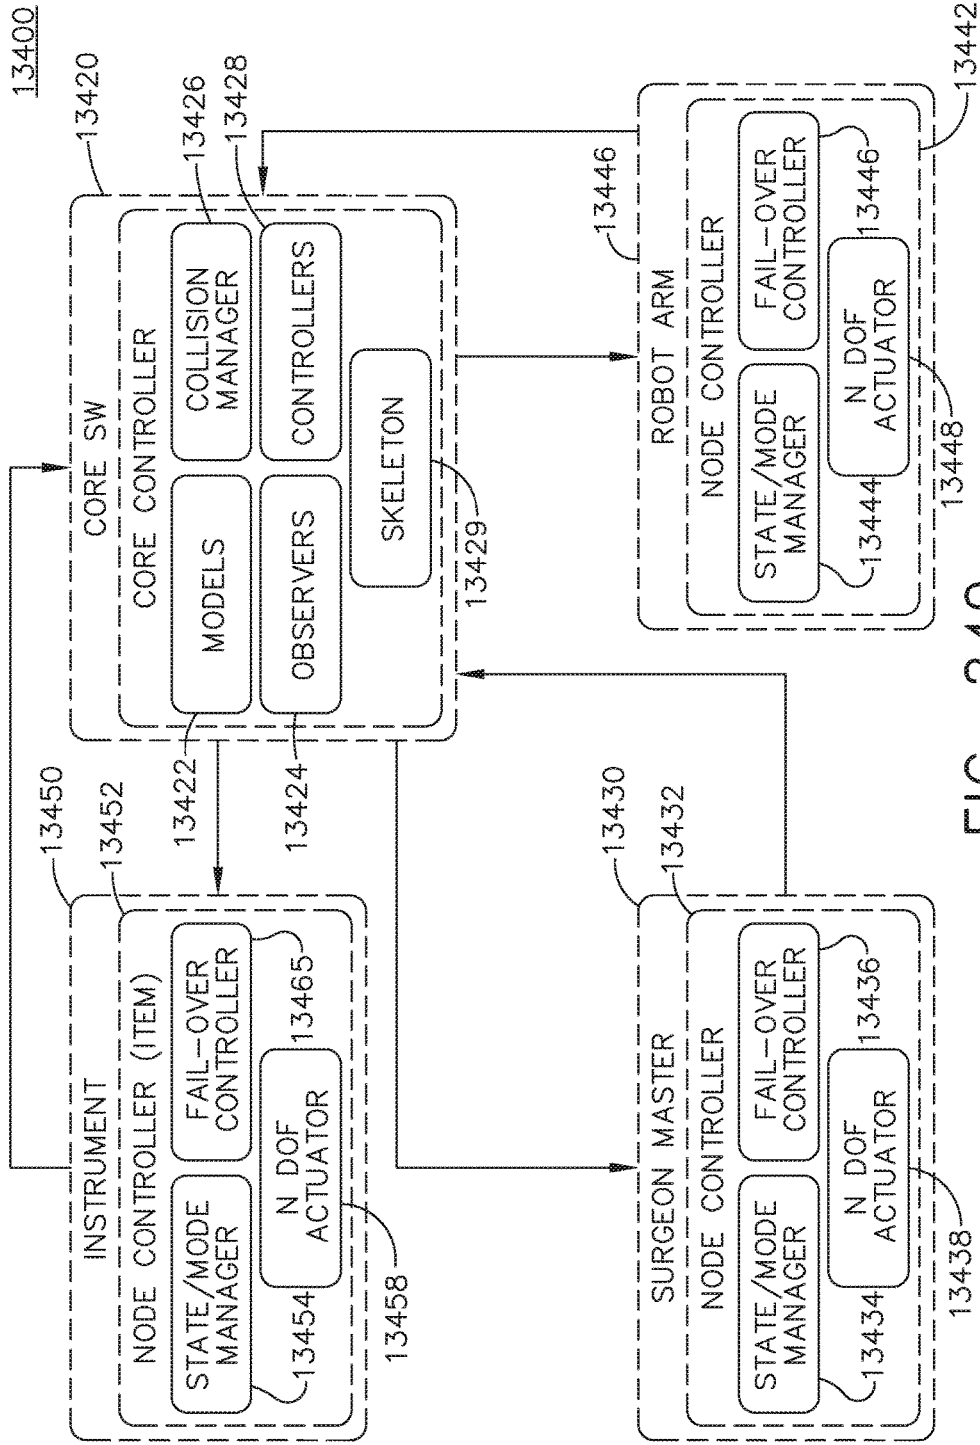 13400
13450
13452
INSTRUMENT
NODE CONTROLLER (ITEM)
STATE/MODE
MANAGER
FAIL-OVER
CONTROLLER
N DOF
ACTUATOR
13454
13465
13458
13420
CORE SW
CORE CONTROLLER
MODELS
COLLISION
MANAGER
13426
13422
OBSERVERS
CONTROLLERS
13428
13424
SKELETON
13429
13430
13432
SURGEON MASTER
NODE CONTROLLER
STATE/MODE
MANAGER
FAIL-OVER
CONTROLLER
N DOF
ACTUATOR
13434
13436
13438
13446
ROBOT ARM
NODE CONTROLLER
STATE/MODE
MANAGER
FAIL-OVER
CONTROLLER
N DOF
ACTUATOR
13444
13446
13448
13442